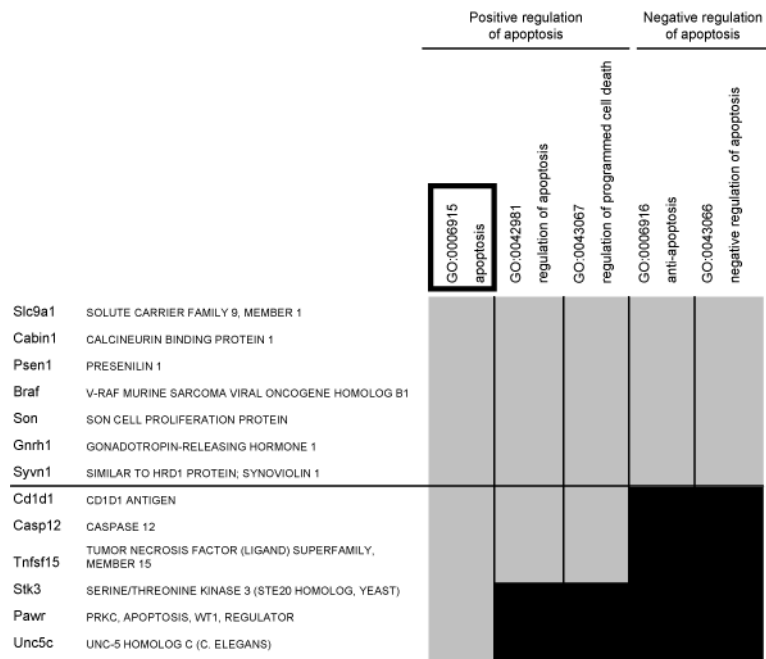 Positive regulation
of apoptosis
Negative regulation
of apoptosis
GO:0006915
apoptosis
GO:0042981
regulation of apoptosis
GO:0043067
regulation of programmed cell death
GO:0006916
anti-apoptosis
GO:0043066
negative regulation of apoptosis
Slc9a1 SOLUTE CARRIER FAMILY 9, MEMBER 1
Cabin1 CALCINEURIN BINDING PROTEIN 1
Psen1 PRESENILIN 1
Braf V-RAF MURINE SARCOMA VIRAL ONCOGENE HOMOLOG B1
Son SON CELL PROLIFERATION PROTEIN
Gnrh1 GONADOTROPIN-RELEASING HORMONE 1
Syvn1 SIMILAR TO HRD1 PROTEIN; SYNOVIOLIN 1
Cd1d1 CD1D1 ANTIGEN
Casp12 CASPASE 12
Tnfsf15 TUMOR NECROSIS FACTOR (LIGAND) SUPERFAMILY,
MEMBER 15
Stk3 SERINE/THREONINE KINASE 3 (STE20 HOMOLOG, YEAST)
Pawr PRKC, APOPTOSIS, WT1, REGULATOR
Unc5c UNC-5 HOMOLOG C (C. ELEGANS)